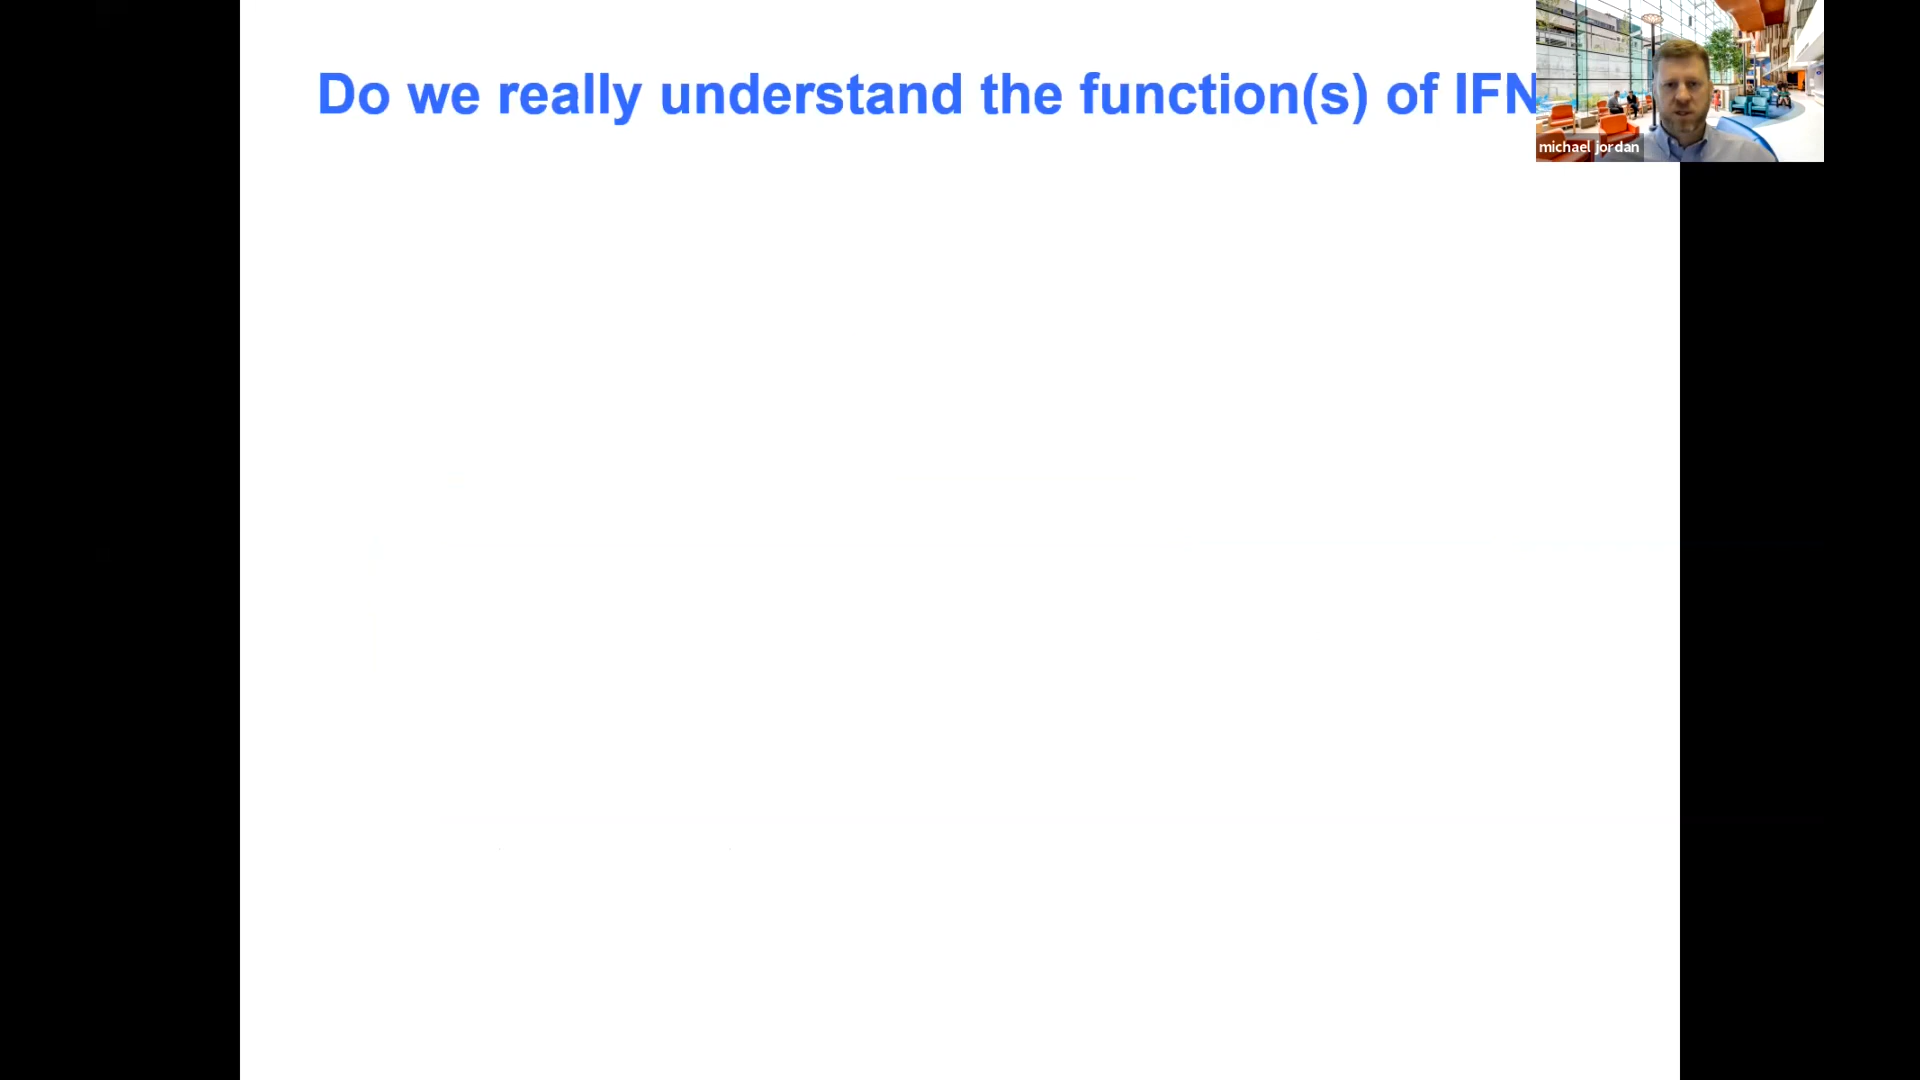 Do we really understand the function(s) of IFN
michael jordan